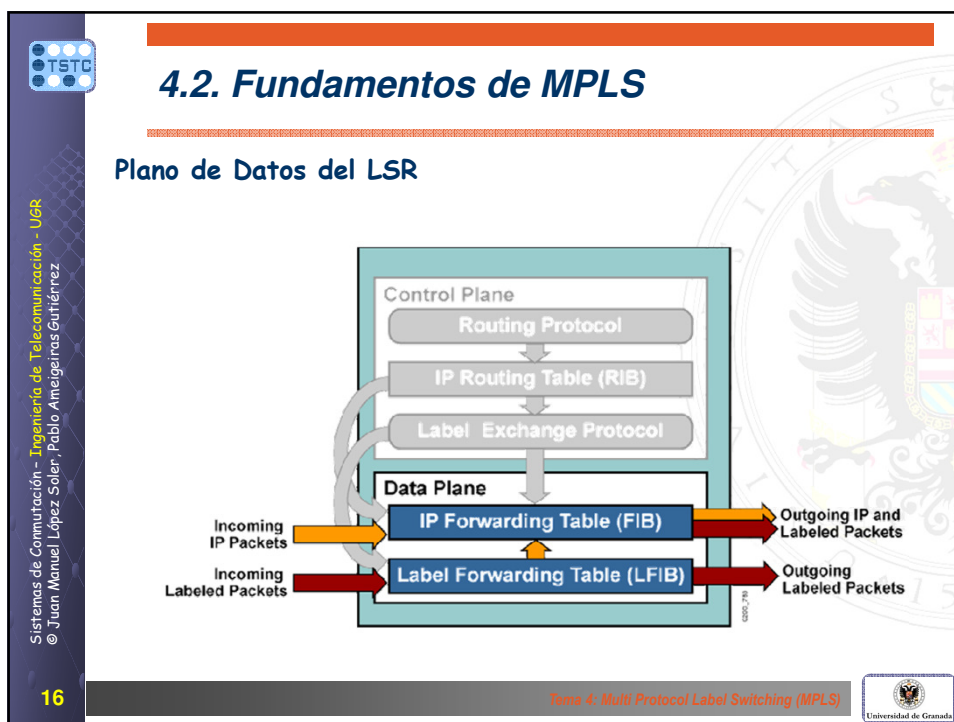 TSTC
4.2. Fundamentos de MPLS
Plano de Datos del LSR
Sistemas de Conmutación – Ingeniería de Telecomunicación - UGR
© Juan Manuel López Soler, Pablo Ameigeiras Gutiérrez
Control Plane
Routing Protocol
IP Routing Table (RIB)
Label Exchange Protocol
Data Plane
IP Forwarding Table (FIB)
Label Forwarding Table (LFIB)
Incoming
IP Packets
Incoming
Labeled Packets
Outgoing IP and
Labeled Packets
Outgoing
Labeled Packets
16
Tema 4: Multi Protocol Label Switching (MPLS)
Universidad de Granada